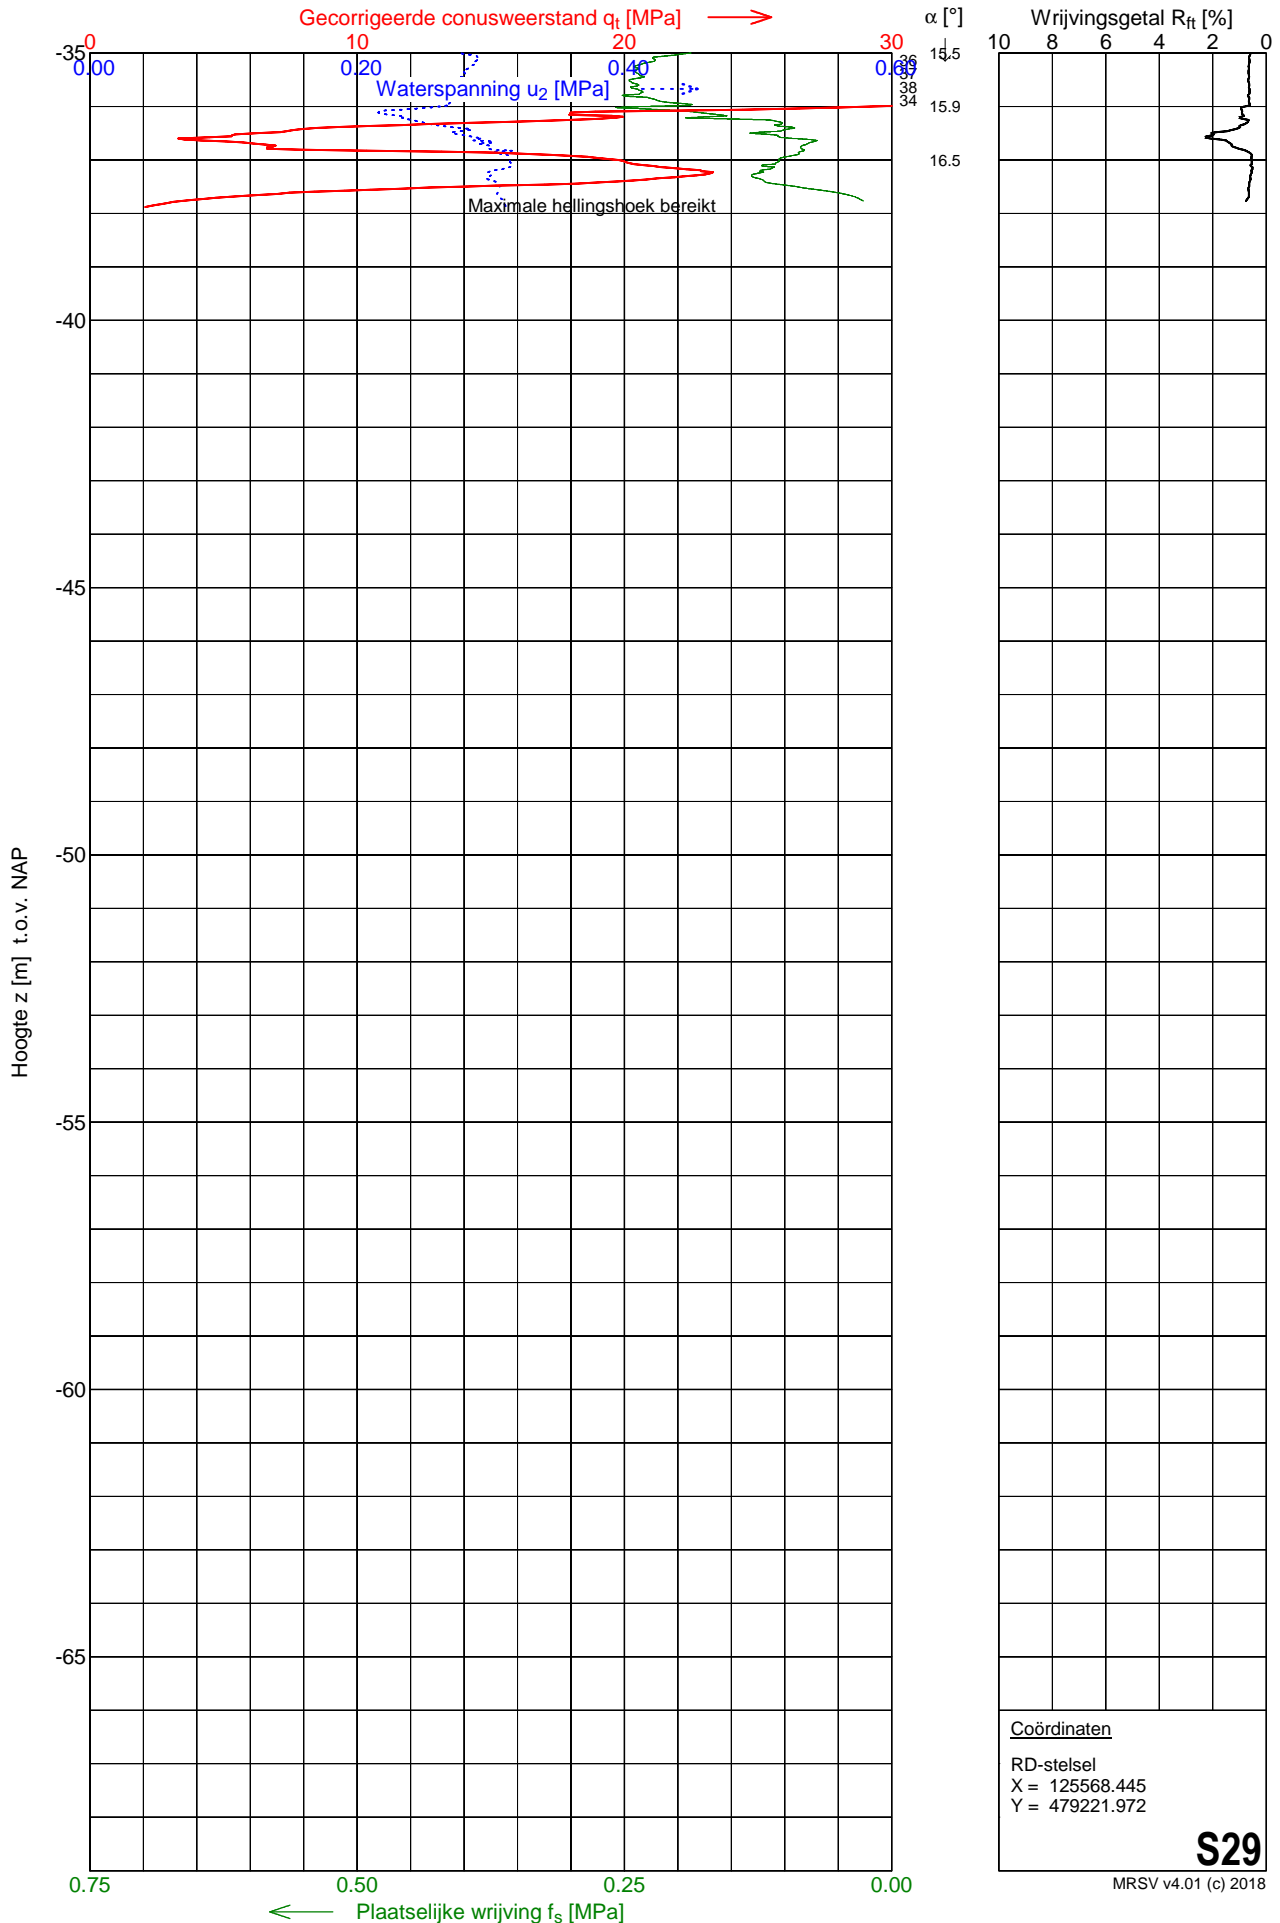 Gecorrigeerde conusweerstand qt [MPa]
α [°]
Wrijvingsgetal Rft [%]
0 10 20 30
10 8 6 4 2 0
-35
0.00 0.20 0.40 0.60
Waterspanning u2 [MPa]
36
37
38
34
15.5
15.9
16.5
Maximale hellingshoek bereikt
-40
-45
-50
-55
-60
-65
Hoogte z [m] t.o.v. NAP
Coördinaten
RD-stelsel
X = 125568.445
Y = 479221.972
S29
MRSV v4.01 (c) 2018
0.75 0.50 0.25 0.00
Plaatselijke wrijving fs [MPa]